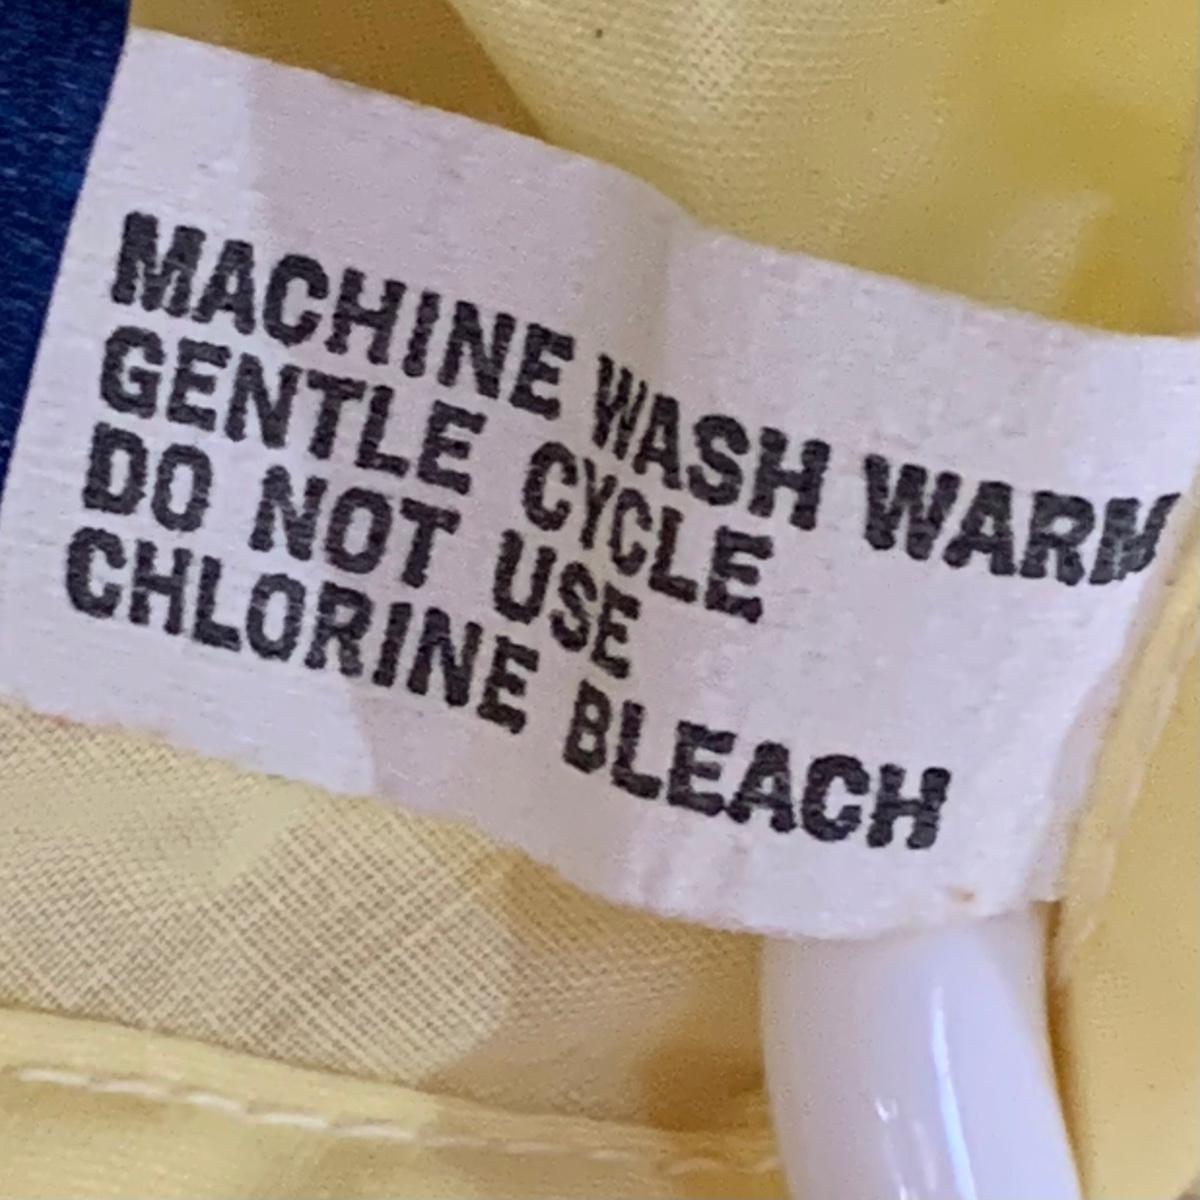 MACHINE WASH WARM
GENTLE CYCLE
DO NOT USE
CHLORINE BLEACH